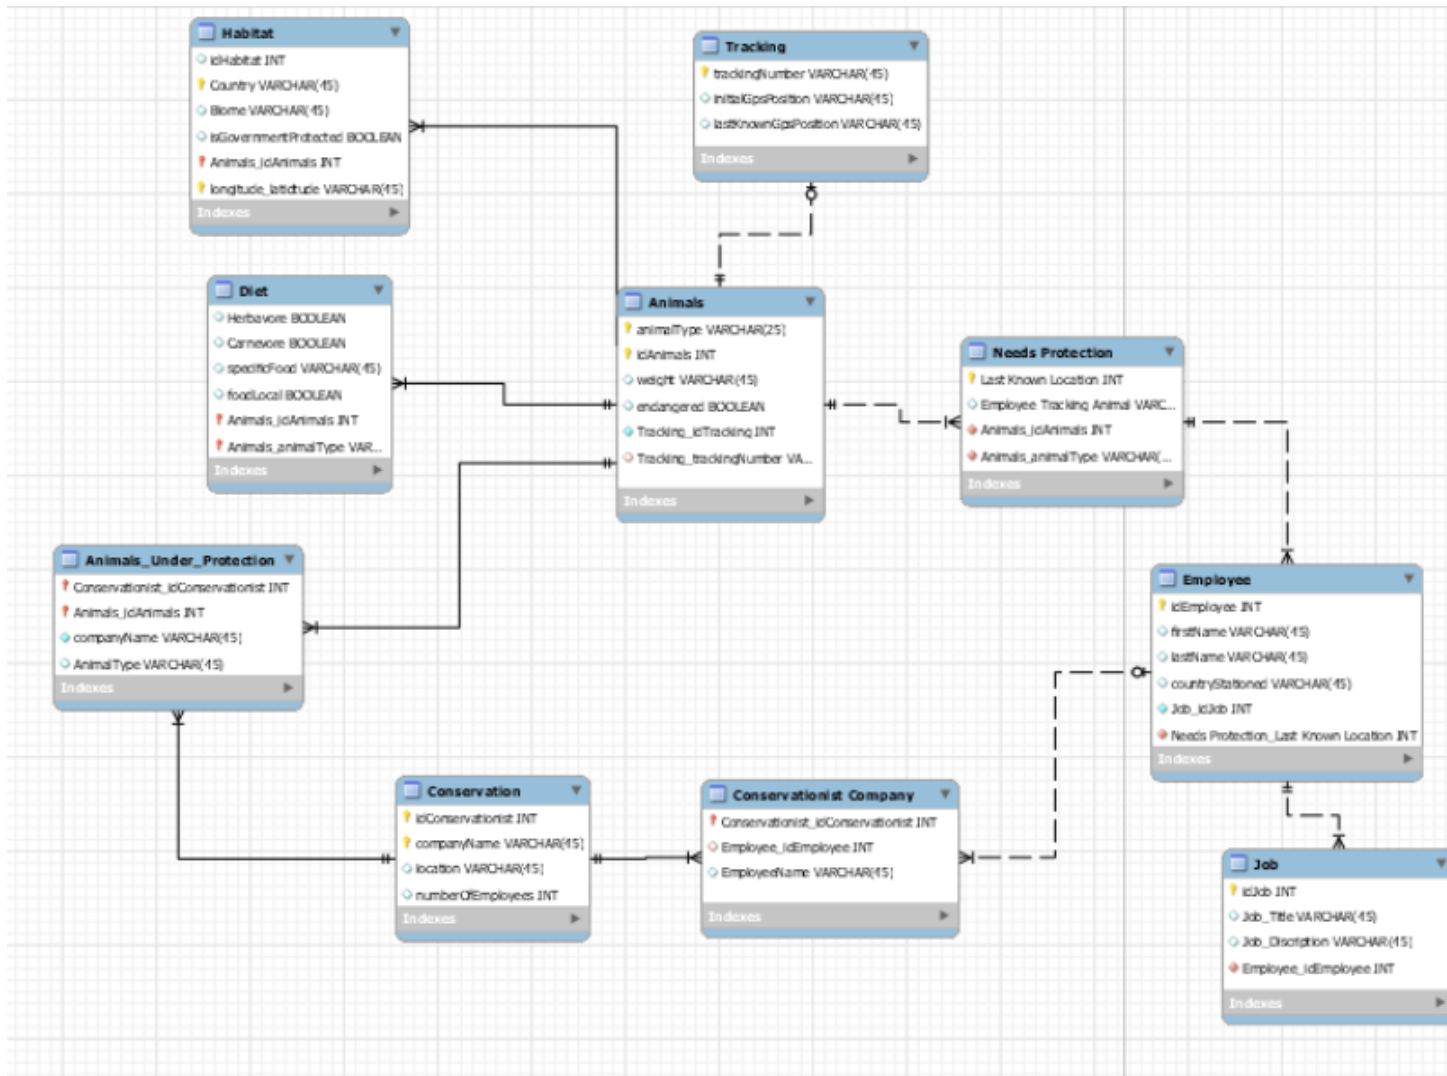 Habitat
idHabitat INT
Country VARCHAR(45)
Biome VARCHAR(45)
isGovernmentProtected BOOLEAN
Animals_idAnimals INT
longitude_latidtude VARCHAR(45)
Indexes
Tracking
trackingNumber VARCHAR(45)
initialGpsPosition VARCHAR(45)
lastKnownGpsPosition VARCHAR(45)
Indexes
Diet
Herbavore BOOLEAN
Carnevore BOOLEAN
specificFood VARCHAR(45)
foodLocal BOOLEAN
Animals_idAnimals INT
Animals_animalType VAR...
Indexes
Animals
animalType VARCHAR(25)
idAnimals INT
weight VARCHAR(45)
endangered BOOLEAN
Tracking_idTracking INT
Tracking_trackingNumber VA...
Indexes
Needs Protection
Last Known Location INT
Employee Tracking Animal VARC...
Animals_idAnimals INT
Animals_animalType VARCHAR(...
Indexes
Animals_Under_Protection
Conservationist_idConservationist INT
Animals_idAnimals INT
companyName VARCHAR(45)
AnimalType VARCHAR(45)
Indexes
Employee
idEmployee INT
firstName VARCHAR(45)
lastName VARCHAR(45)
countryStationed VARCHAR(45)
Job_idJob INT
Needs Protection_Last Known Location INT
Indexes
Conservation
idConservationist INT
companyName VARCHAR(45)
location VARCHAR(45)
numberOfEmployees INT
Indexes
Conservationist Company
Conservationist_idConservationist INT
Employee_idEmployee INT
EmployeeName VARCHAR(45)
Indexes
Job
idJob INT
Job_Title VARCHAR(45)
Job_Discription VARCHAR(45)
Employee_idEmployee INT
Indexes